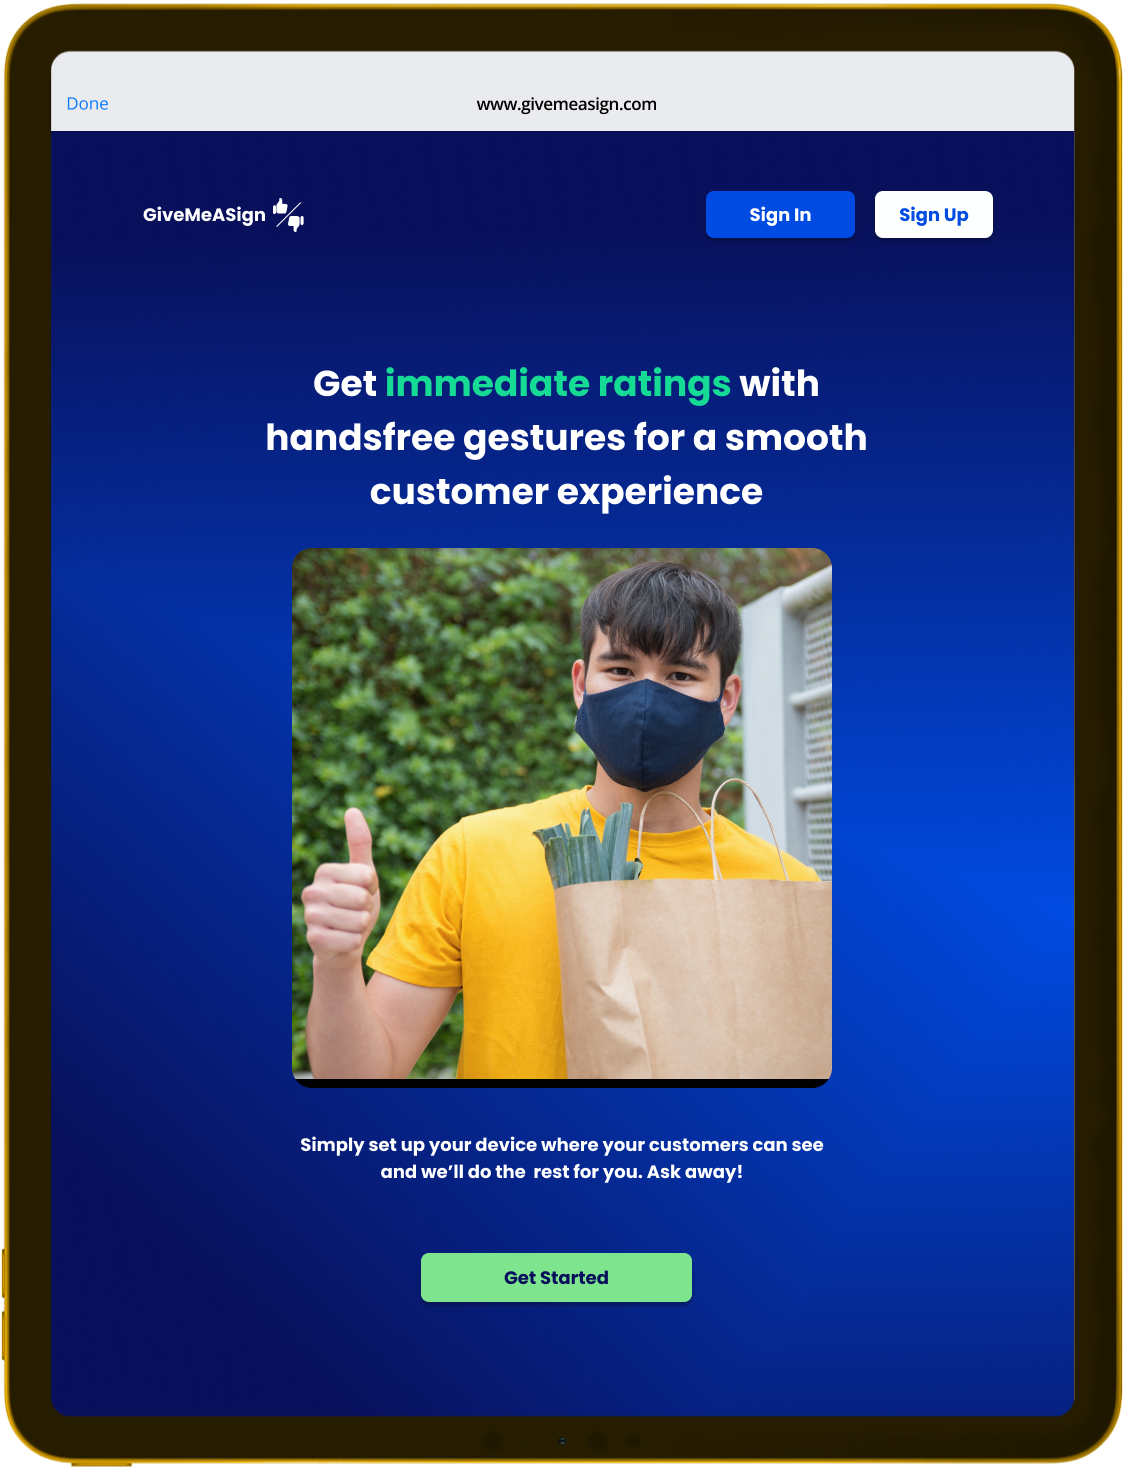 Done
www.givemeasign.com
GiveMeASign
Sign In
Sign Up
Get immediate ratings with
handsfree gestures for a smooth
customer experience
Simply set up your device where your customers can see
and we’ll do the rest for you. Ask away!
Get Started